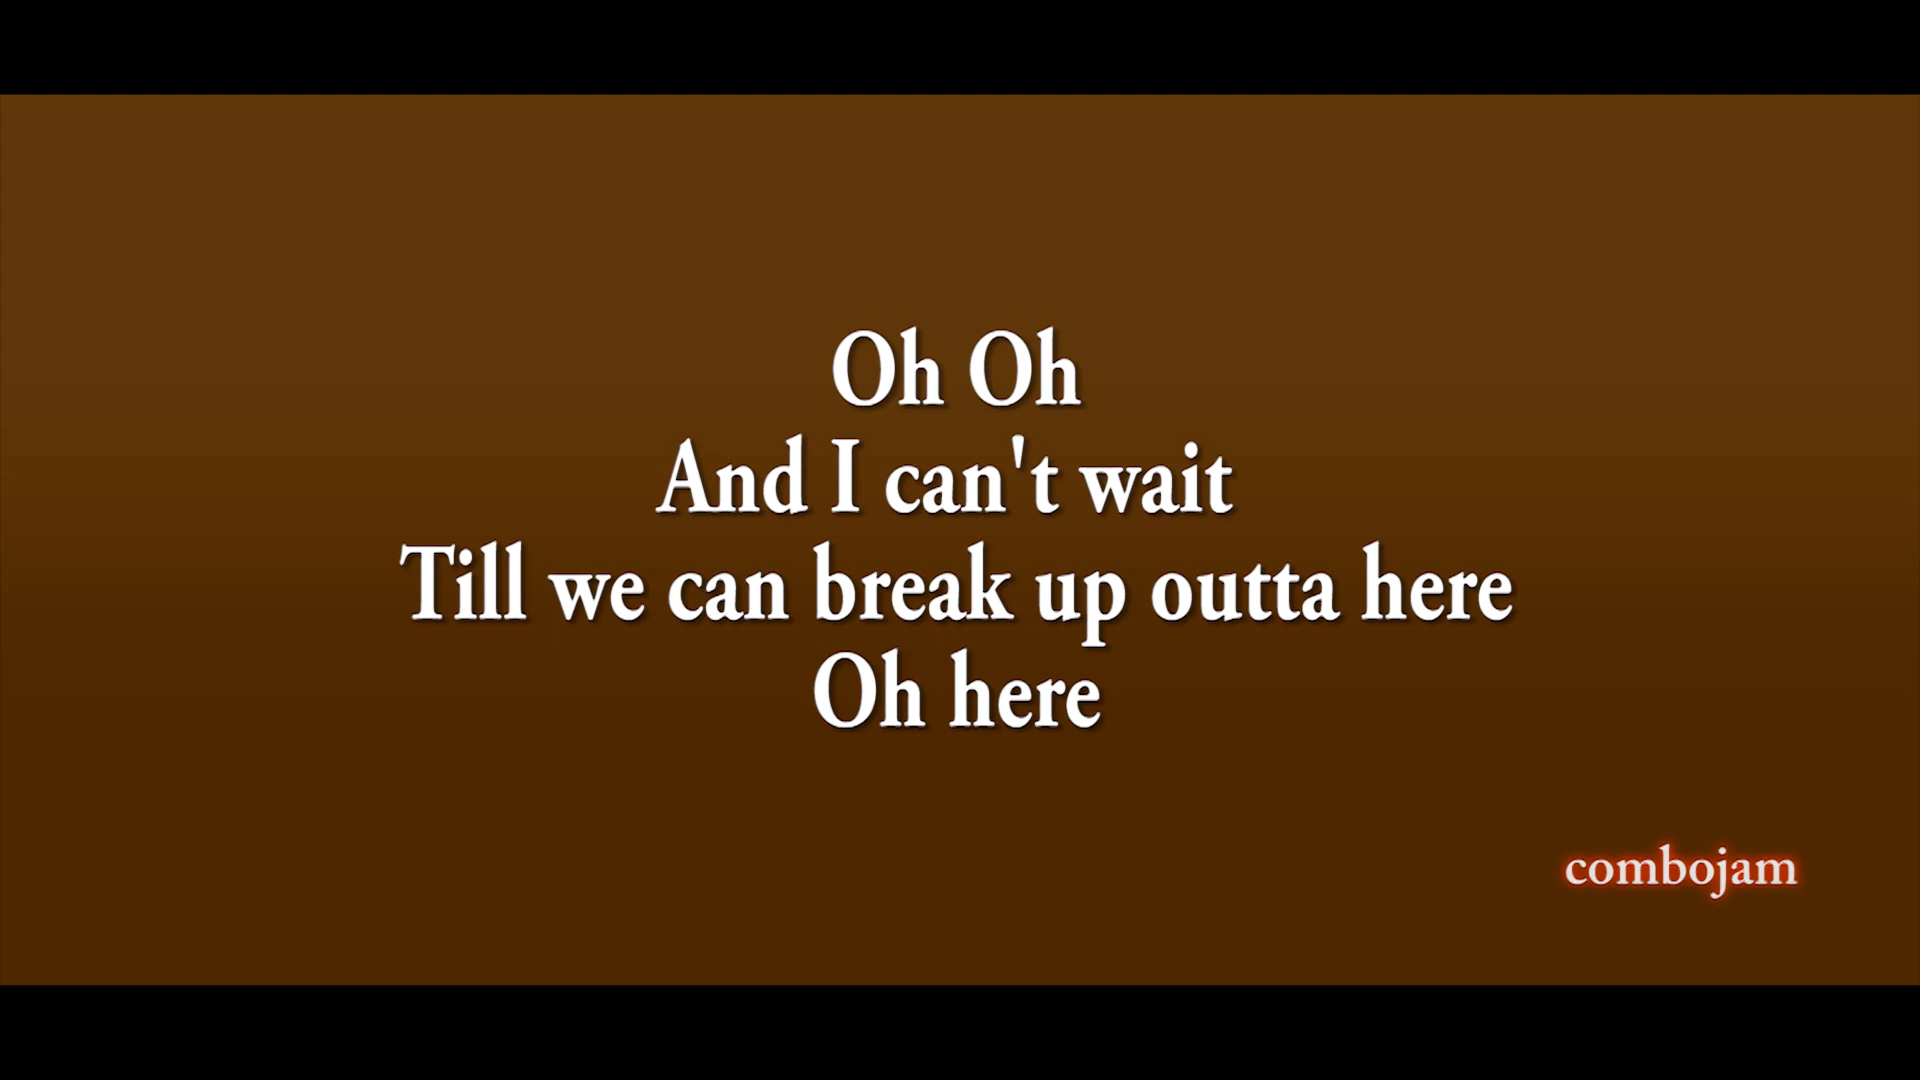 Oh Oh
And I can't wait
Till we can break up outta here
Oh here
combojam